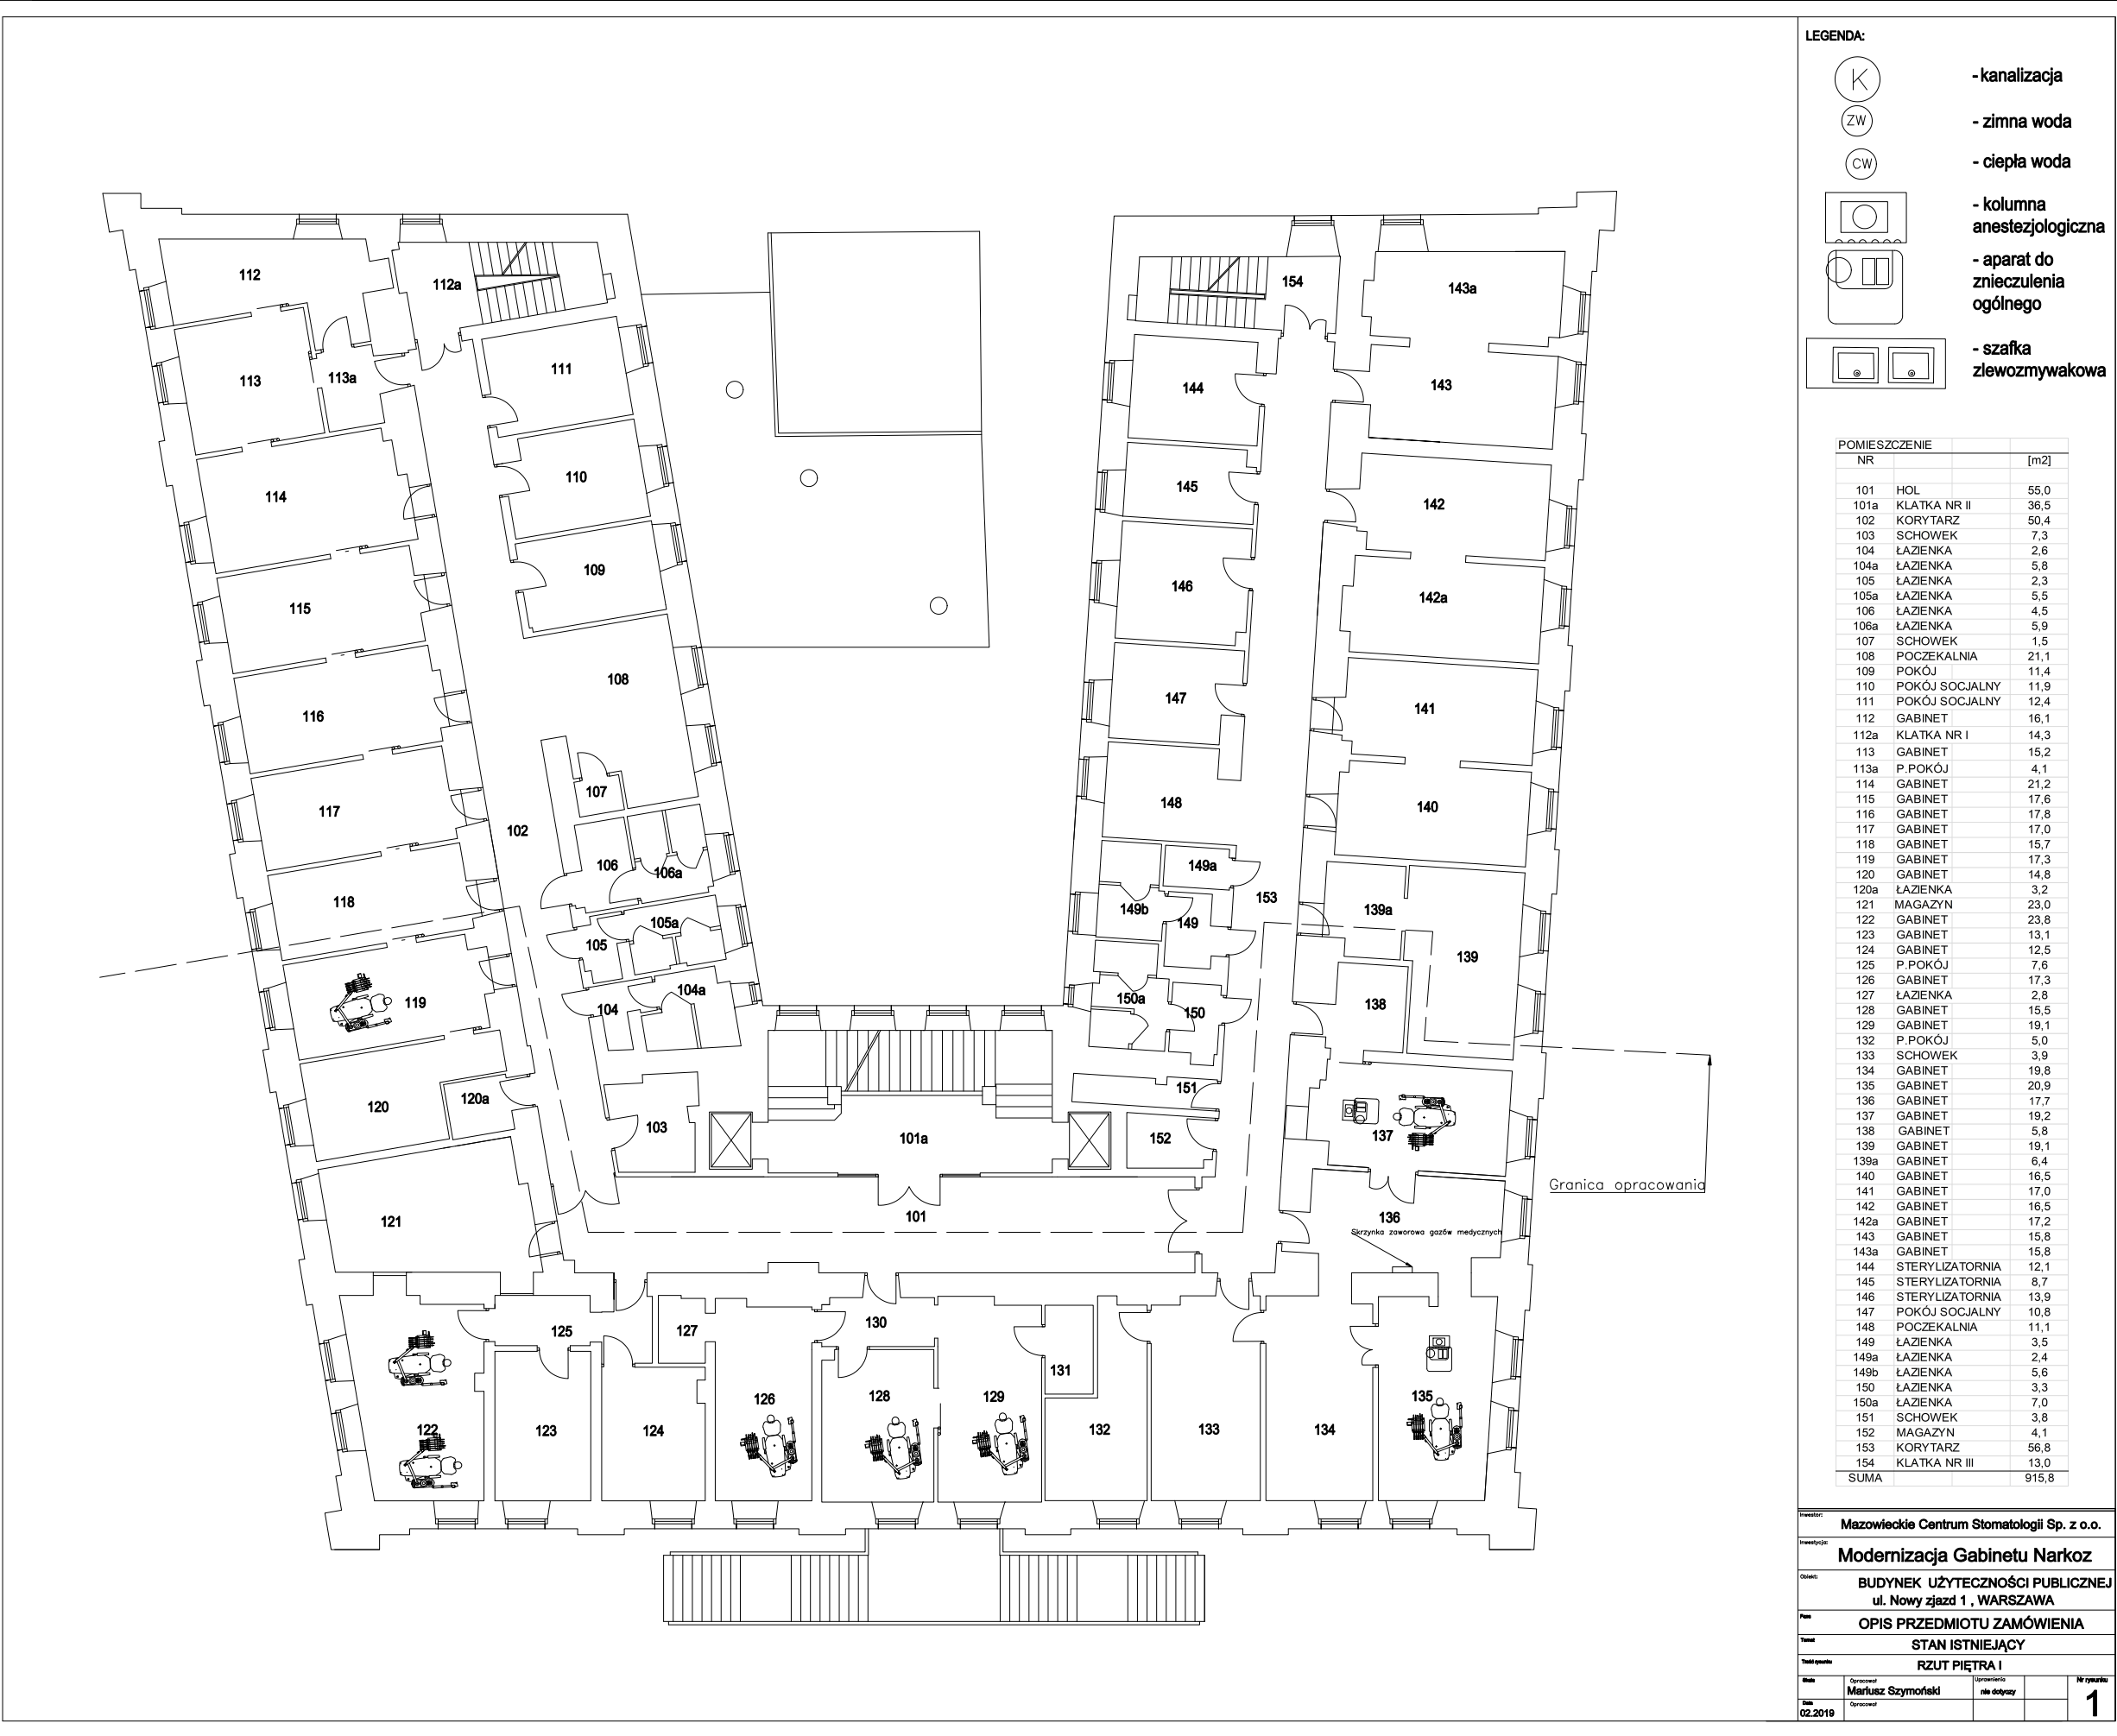 LEGENDA:
K
- kanalizacja
ZW
- zimna woda
CW
- ciepła woda
- kolumna
anestezjologiczna
- aparat do
znieczulenia
ogólnego
- szafka
zlewozmywakowa
POMIESZCZENIE
NR [m2]
101 HOL 55,0
101a KLATKA NR II 36,5
102 KORYTARZ 50,4
103 SCHOWEK 7,3
104 ŁAZIENKA 2,6
104a ŁAZIENKA 5,8
105 ŁAZIENKA 2,3
105a ŁAZIENKA 5,5
106 ŁAZIENKA 4,5
106a ŁAZIENKA 5,9
107 SCHOWEK 1,5
108 POCZEKALNIA 21,1
109 POKÓJ 11,4
110 POKÓJ SOCJALNY 11,9
111 POKÓJ SOCJALNY 12,4
112 GABINET 16,1
112a KLATKA NR I 14,3
113 GABINET 15,2
113a P.POKÓJ 4,1
114 GABINET 21,2
115 GABINET 17,6
116 GABINET 17,8
117 GABINET 17,0
118 GABINET 15,7
119 GABINET 17,3
120 GABINET 14,8
120a ŁAZIENKA 3,2
121 MAGAZYN 23,0
122 GABINET 23,8
123 GABINET 13,1
124 GABINET 12,5
125 P.POKÓJ 7,6
126 GABINET 17,3
127 ŁAZIENKA 2,8
128 GABINET 15,5
129 GABINET 19,1
132 P.POKÓJ 5,0
133 SCHOWEK 3,9
134 GABINET 19,8
135 GABINET 20,9
136 GABINET 17,7
137 GABINET 19,2
138 GABINET 5,8
139 GABINET 19,1
139a GABINET 6,4
140 GABINET 16,5
141 GABINET 17,0
142 GABINET 16,5
142a GABINET 17,2
143 GABINET 15,8
143a GABINET 15,8
144 STERYLIZATORNIA 12,1
145 STERYLIZATORNIA 8,7
146 STERYLIZATORNIA 13,9
147 POKÓJ SOCJALNY 10,8
148 POCZEKALNIA 11,1
149 ŁAZIENKA 3,5
149a ŁAZIENKA 2,4
149b ŁAZIENKA 5,6
150 ŁAZIENKA 3,3
150a ŁAZIENKA 7,0
151 SCHOWEK 3,8
152 MAGAZYN 4,1
153 KORYTARZ 56,8
154 KLATKA NR III 13,0
SUMA 915,8
Inwestor:
Mazowieckie Centrum Stomatologii Sp. z o.o.
Inwestycja:
Modernizacja Gabinetu Narkoz
Obiekt:
BUDYNEK UŻYTECZNOŚCI PUBLICZNEJ
ul. Nowy zjazd 1 , WARSZAWA
Faza
OPIS PRZEDMIOTU ZAMÓWIENIA
Temat
STAN ISTNIEJĄCY
Treść rysunku
RZUT PIĘTRA I
Skala
Opracował
Mariusz Szymoński
Uprawnienia
nie dotyczy
Nr rysunku
1
Data
02.2019
Opracował
112
112a
113
113a
111
114
110
109
115
108
116
107
117
102
106
106a
118
105
105a
119
104
104a
120
120a
103
101a
121
101
154
143a
144
143
145
142
146
142a
147
141
148
140
149a
153
149b
149
139a
139
150a
150
138
151
152
137
Granica opracowania
136
Skrzynka zaworowa gazów medycznych
125
127
130
131
122
123
124
126
128
129
132
133
134
135